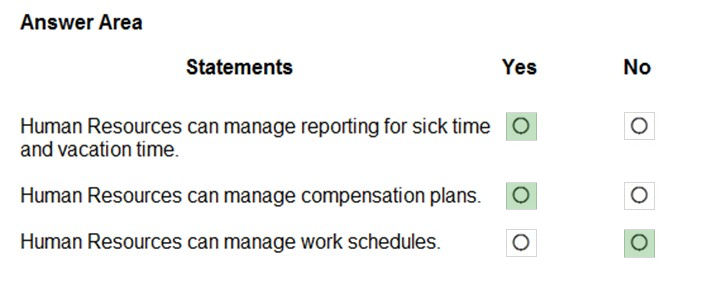 Answer Area
Statements Yes No
Human Resources can manage reporting for sick time
and vacation time.
Human Resources can manage compensation plans.
Human Resources can manage work schedules.